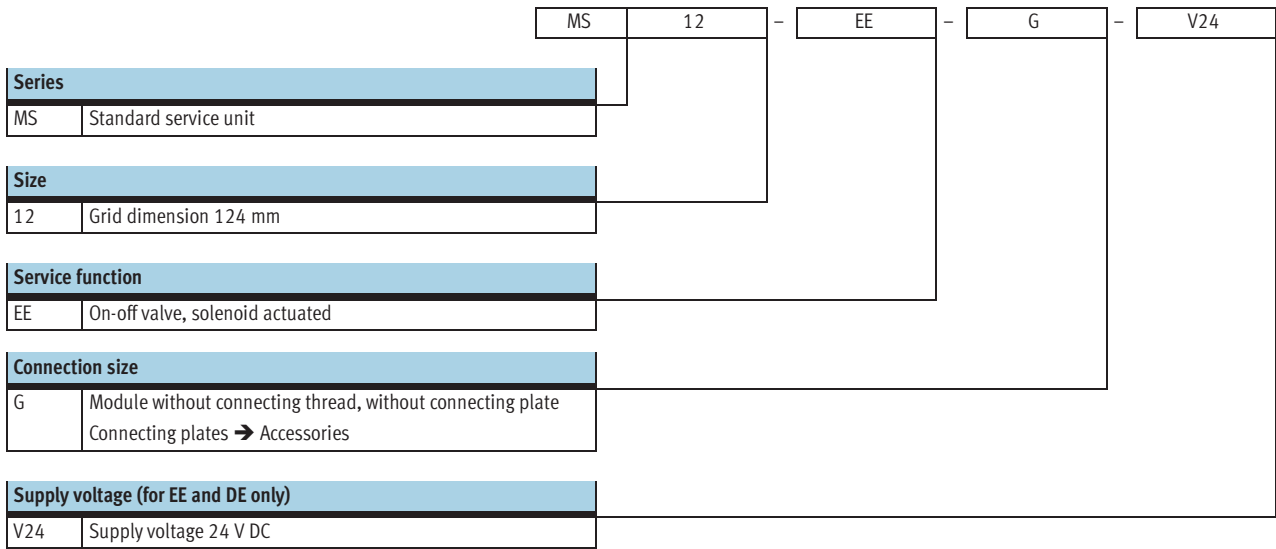 MS 12 – EE – G – V24
Series
MS Standard service unit
Size
12 Grid dimension 124 mm
Service function
EE On-off valve, solenoid actuated
Connection size
G Module without connecting thread, without connecting plate
Connecting plates ➔ Accessories
Supply voltage (for EE and DE only)
V24 Supply voltage 24 V DC